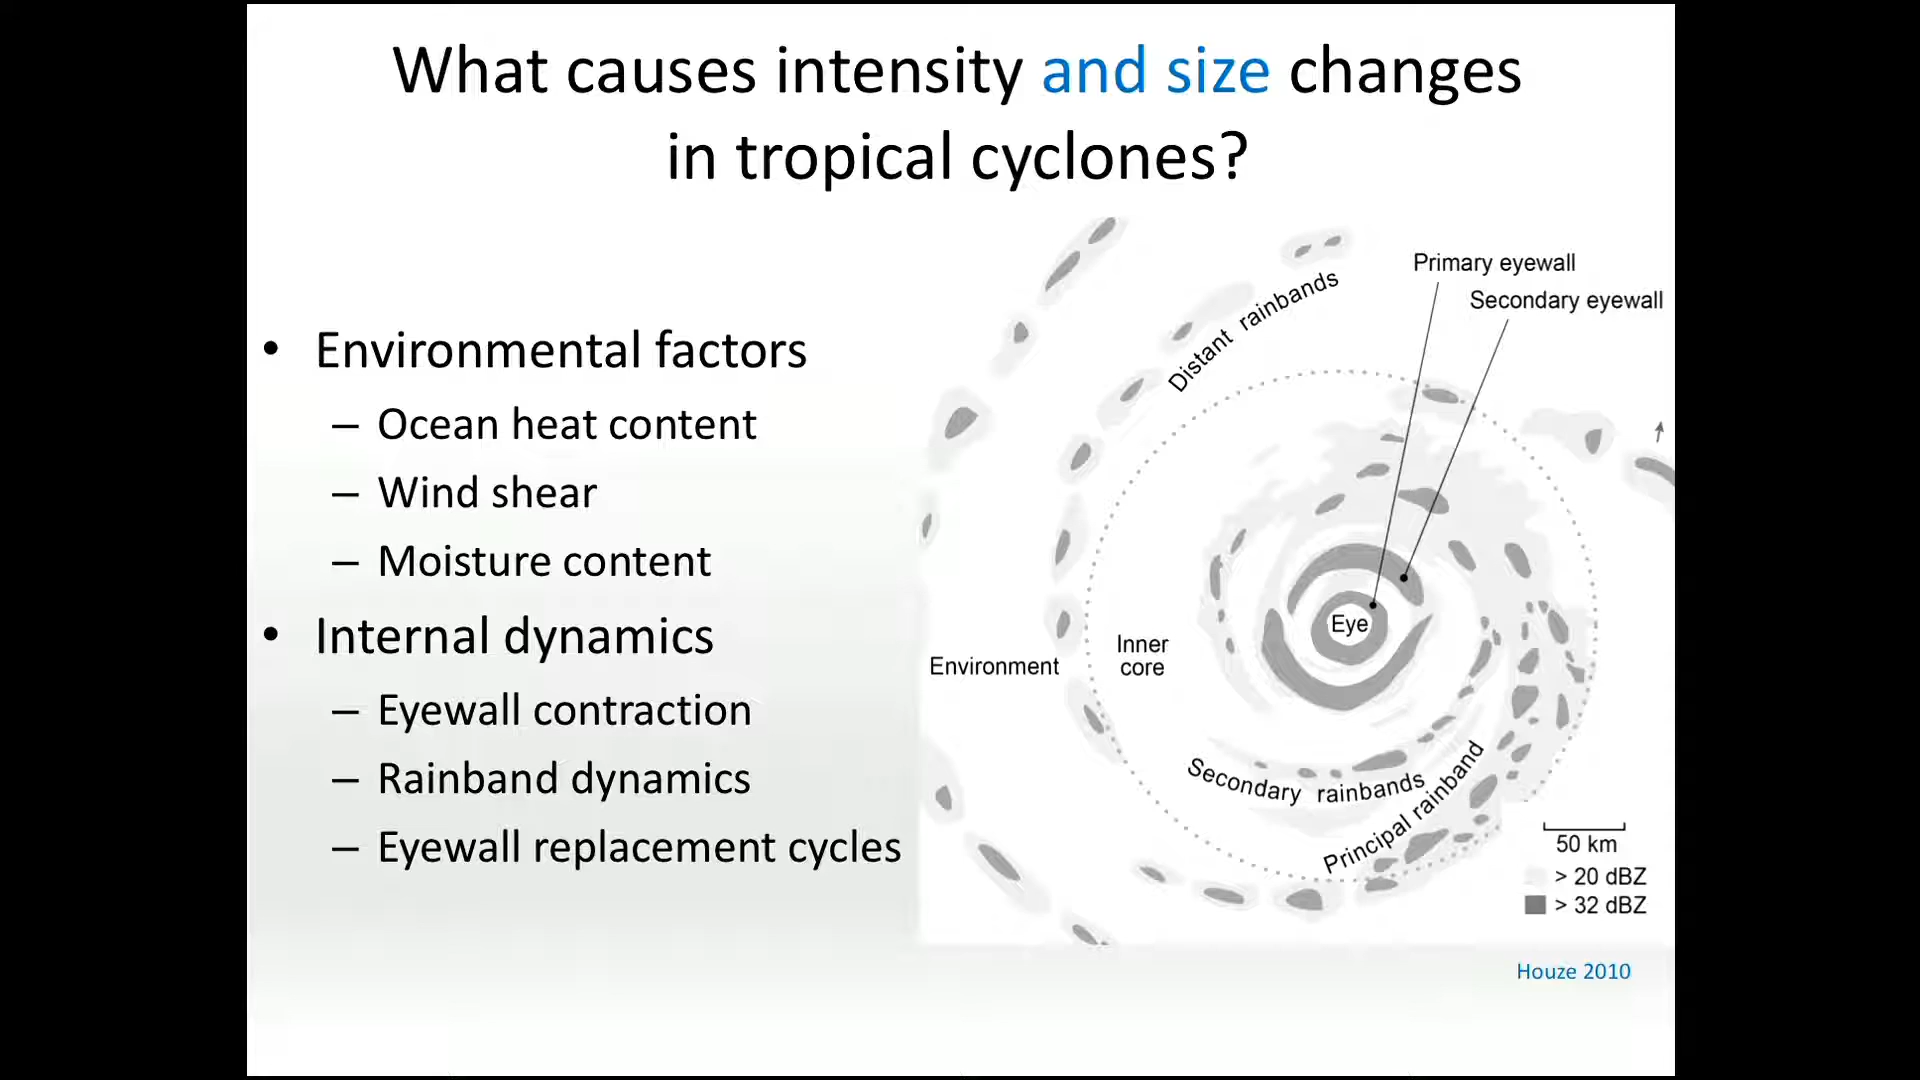 What causes intensity and size changes
in tropical cyclones?
• Environmental factors
– Ocean heat content
– Wind shear
– Moisture content
• Internal dynamics
– Eyewall contraction
– Rainband dynamics
– Eyewall replacement cycles
Primary eyewall
Secondary eyewall
Distant rainbands
Eye
Inner
core
Environment
Secondary rainbands
Principal rainband
50 km
> 20 dBZ
> 32 dBZ
Houze 2010